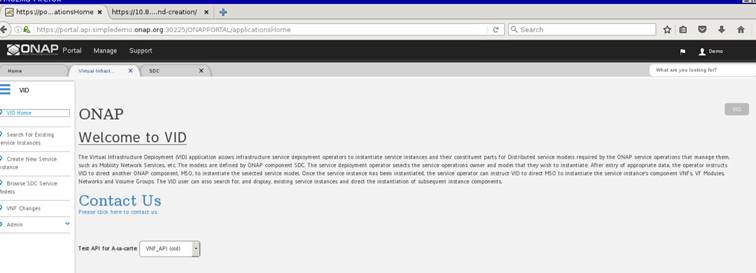 https://po...ationsHome
https://10.8....nd-creation/
https://portal.api.simpledemo.onap.org:30225/ONAPPORTAL/applicationsHome
Search
ONAP Portal Manage Support
Demo
Home
Virtual Infrast...
SDC
What are you looking for?
VID
VID Home
Search for Existing
ervice Instances
Create New Service
nstance
Browse SDC Service
odels
VNF Changes
Admin
VID
ONAP
Welcome to VID
The Virtual Infrastructure Deployment (VID) application allows infrastructure service deployment operators to instantiate service instances and their constituent parts for Distributed service models required by the ONAP service operations that manage them,
such as Mobility Network Services, etc. The models are defined by ONAP component SDC. The service deployment operator selects the service operations owner and model that they wish to instantiate. After entry of appropriate data, the operator instructs
VID to direct another ONAP component, MSO, to instantiate the selected service model. Once the service instance has been instantiated, the service operator can instruct VID to direct MSO to instantiate the service instance's component VNFs, VF Modules,
Networks and Volume Groups. The VID user can also search for, and display, existing service instances and direct the instantiation of subsequent instance components.
Contact Us
Please click here to contact us.
Test API for A-la-carte: VNF_API (old)